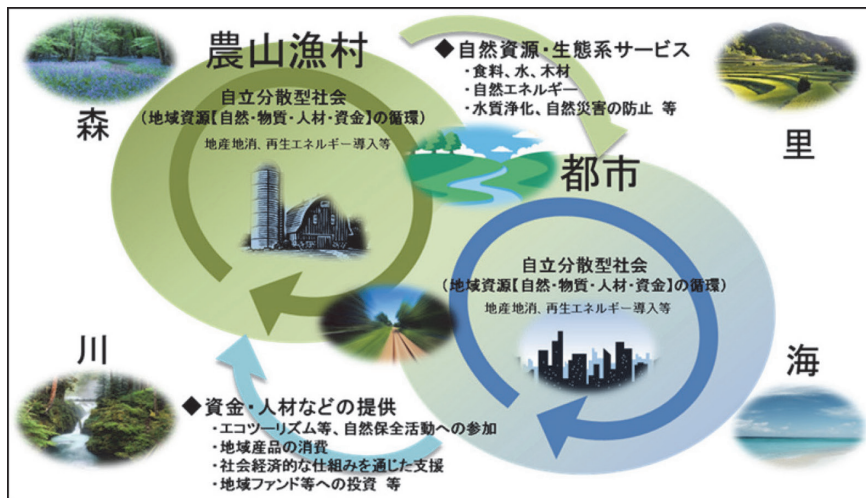 農山漁村
自立分散型社会
(地域資源【自然・物質・人材・資金】の循環)
地産地消、再生エネルギー導入等
森
◆自然資源・生態系サービス
・食料、水、木材
・自然エネルギー
・水質浄化、自然災害の防止 等
里
都市
自立分散型社会
(地域資源【自然・物質・人材・資金】の循環)
地産地消、再生エネルギー導入等
川
海
◆資金・人材などの提供
・エコツーリズム等、自然保全活動への参加
・地域産品の消費
・社会経済的な仕組みを通じた支援
・地域ファンド等への投資 等